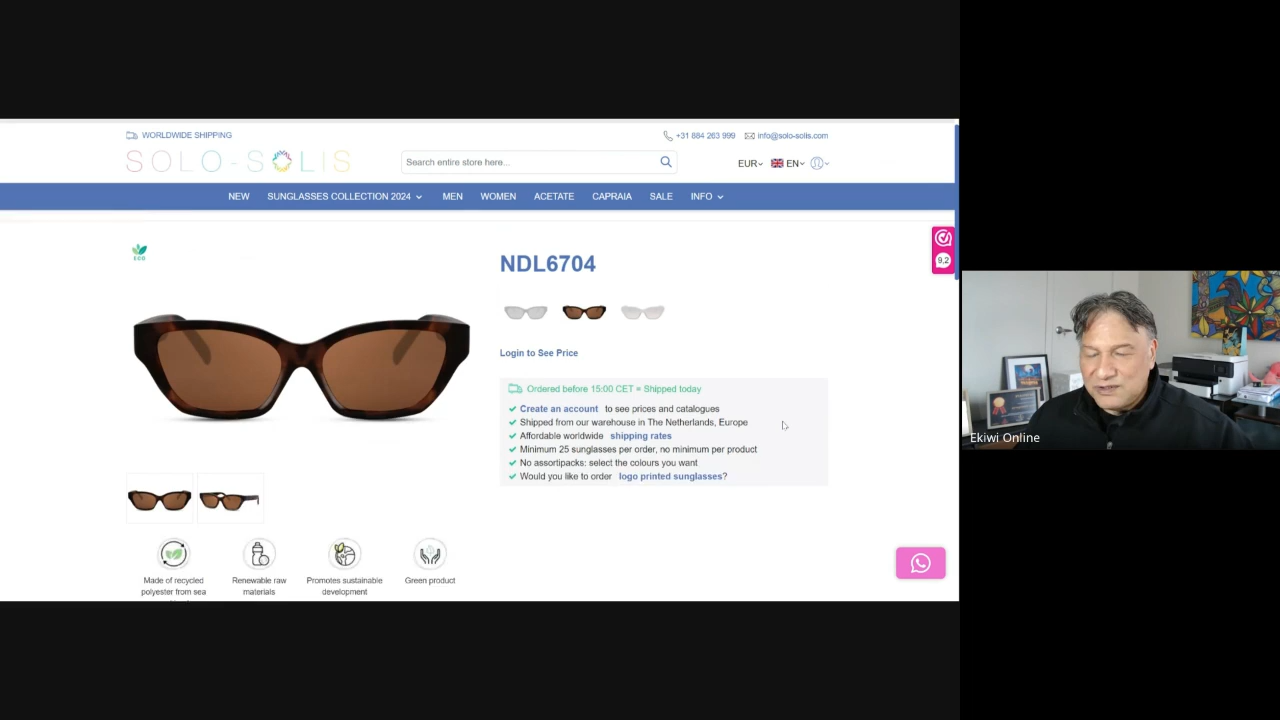 WORLDWIDE SHIPPING
+31 884 263 999
info@solo-solis.com
SOLO-SOLIS
Search entire store here...
EUR
EN
NEW
SUNGLASSES COLLECTION 2024
MEN
WOMEN
ACETATE
CAPRAIA
SALE
INFO
ECO
NDL6704
9,2
Login to See Price
Ordered before 15:00 CET = Shipped today
Create an account to see prices and catalogues
Shipped from our warehouse in The Netherlands, Europe
Affordable worldwide shipping rates
Minimum 25 sunglasses per order, no minimum per product
No assortipacks: select the colours you want
Would you like to order logo printed sunglasses?
Made of recycled
polyester from sea
Renewable raw
materials
Promotes sustainable
development
Green product
Ekiwi Online